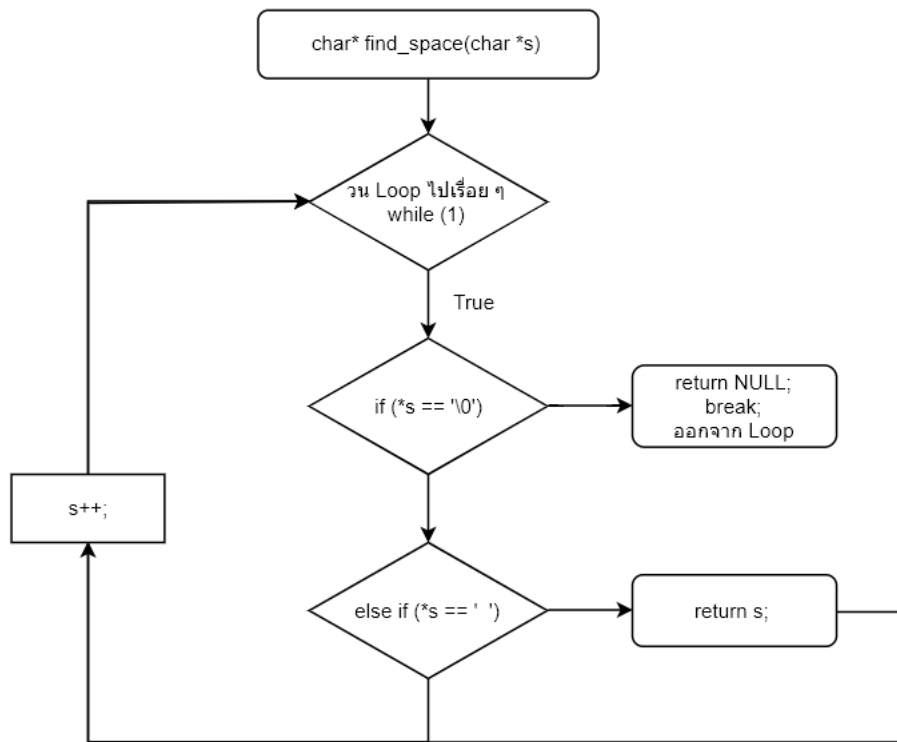 char* find_space(char *s)
วน Loop ไปเรื่อย ๆ
while (1)
True
if (*s == '\0')
return NULL;
break;
ออกจาก Loop
s++;
else if (*s == ' ')
return s;